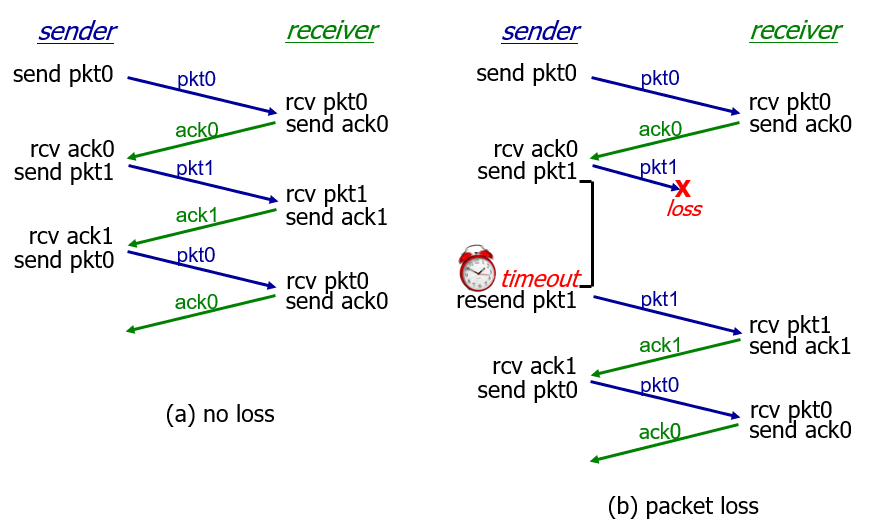 sender
receiver
send pkt0
pkt0
rcv pkt0
send ack0
ack0
rcv ack0
send pkt1
pkt1
rcv pkt1
send ack1
ack1
rcv ack1
send pkt0
pkt0
rcv pkt0
send ack0
ack0
(a) no loss
sender
receiver
send pkt0
pkt0
rcv pkt0
send ack0
ack0
rcv ack0
send pkt1
pkt1
X
loss
timeout
resend pkt1
pkt1
rcv pkt1
send ack1
ack1
rcv ack1
send pkt0
pkt0
rcv pkt0
send ack0
ack0
(b) packet loss